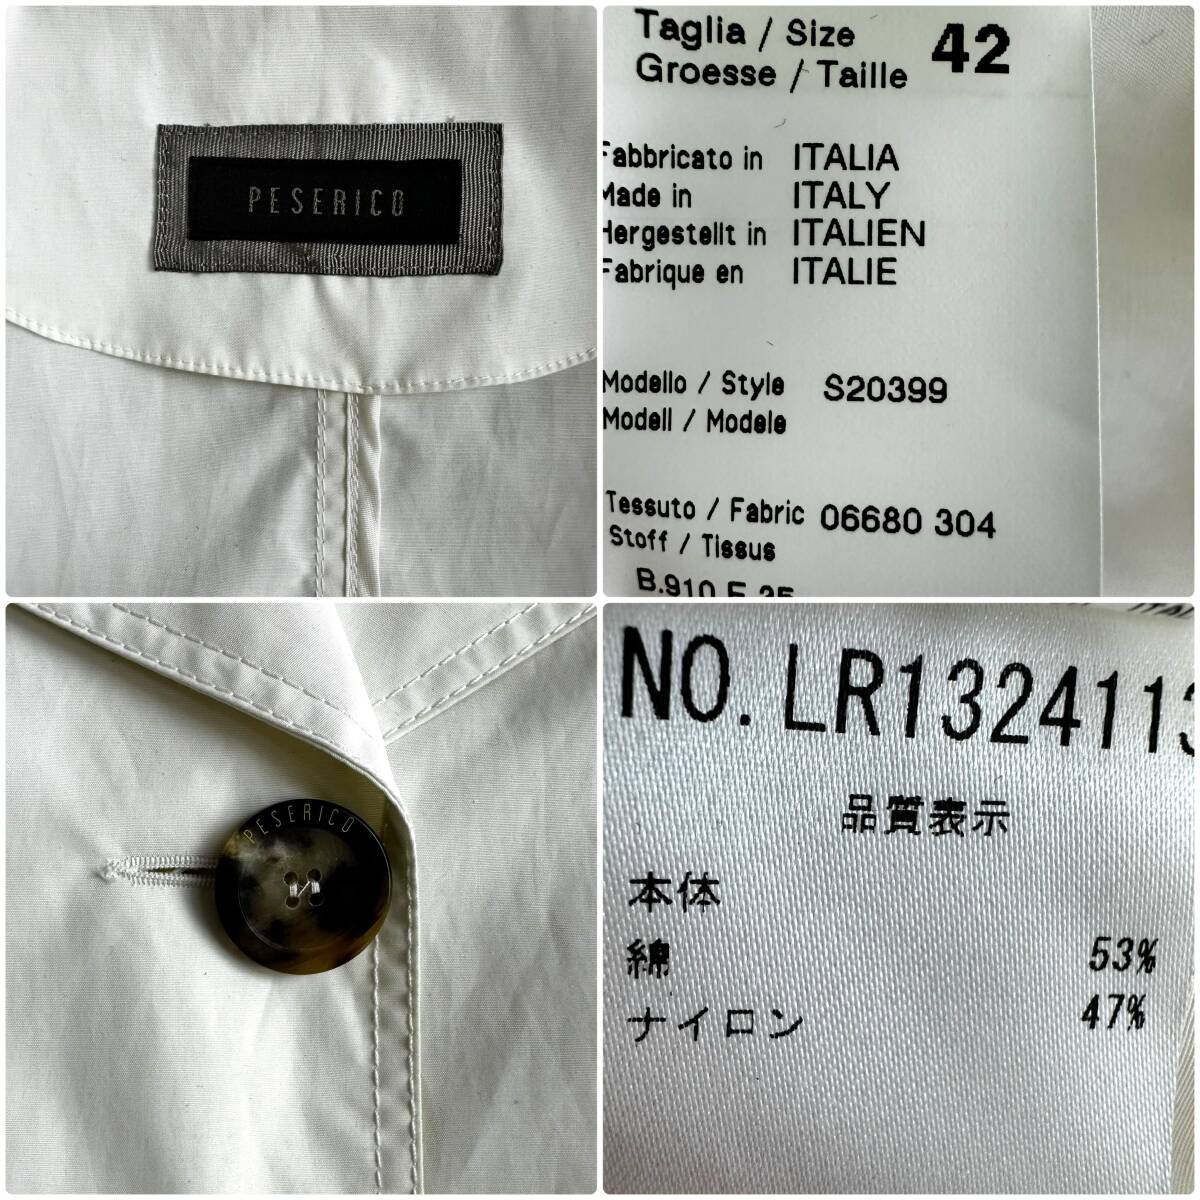 PESERICO
Taglia / Size 42
Groesse / Taille
Fabbricato in ITALIA
Made in ITALY
Hergestellt in ITALIEN
Fabrique en ITALIE
Modello / Style S20399
Modell / Modele
Tessuto / Fabric 06680 304
Stoff / Tissus
B.910
PESERICO
NO. LR1324113
品質表示
本体
綿 53%
ナイロン 47%